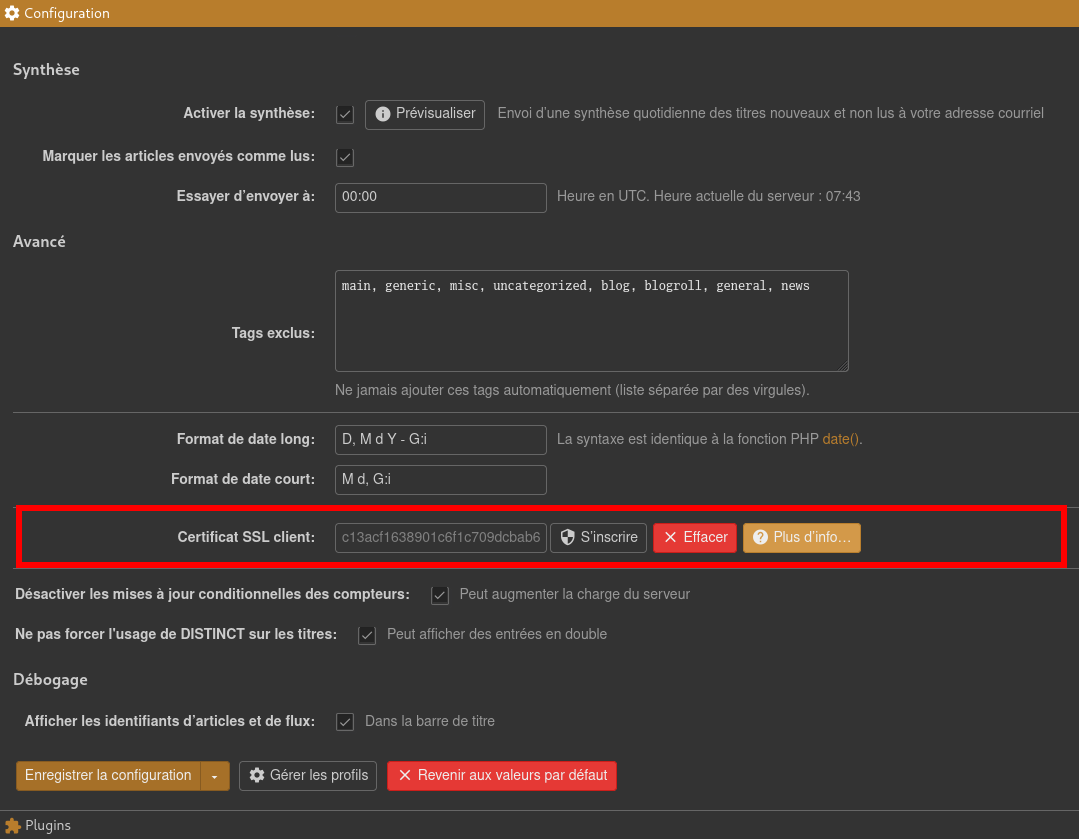 Configuration
Synthèse
Activer la synthèse: Prévisualiser Envoi d'une synthèse quotidienne des titres nouveaux et non lus à votre adresse courriel
Marquer les articles envoyés comme lus:
Essayer d'envoyer à: 00:00 Heure en UTC. Heure actuelle du serveur : 07:43
Avancé
main, generic, misc, uncategorized, blog, blogroll, general, news
Tags exclus:
Ne jamais ajouter ces tags automatiquement (liste séparée par des virgules).
Format de date long: D, M d Y - G:i La syntaxe est identique à la fonction PHP date().
Format de date court: M d, G:i
Certificat SSL client: c13acf1638901c6f1c709dcbab6 S'inscrire Effacer Plus d'info…
Désactiver les mises à jour conditionnelles des compteurs: Peut augmenter la charge du serveur
Ne pas forcer l'usage de DISTINCT sur les titres: Peut afficher des entrées en double
Débogage
Afficher les identifiants d'articles et de flux: Dans la barre de titre
Enregistrer la configuration Gérer les profils Revenir aux valeurs par défaut
Plugins